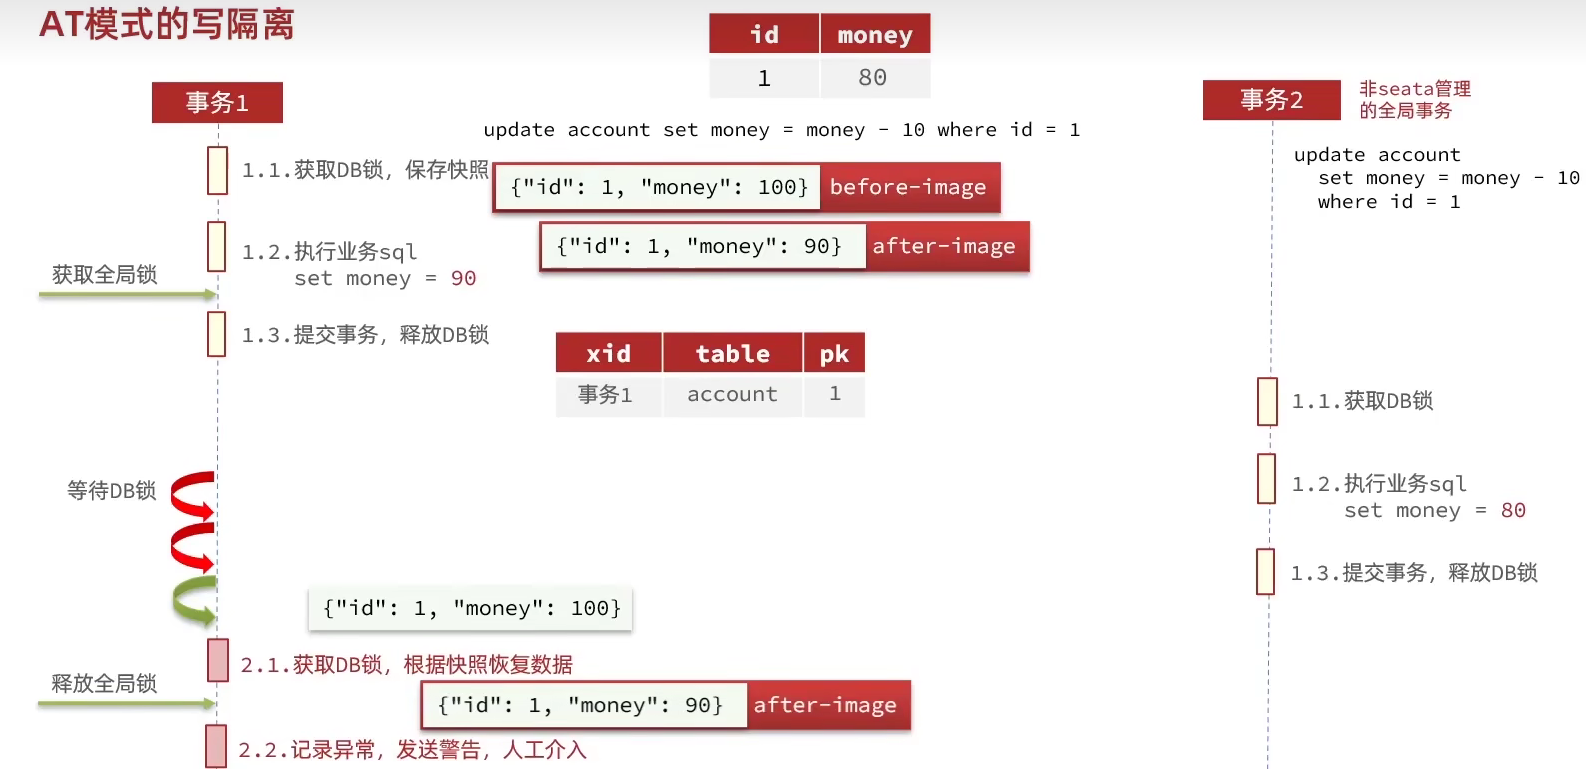 AT模式的写隔离
id money
1 80
事务1
事务2
非seata管理
的全局事务
update account set money = money - 10 where id = 1
update account
set money = money - 10
where id = 1
1.1.获取DB锁，保存快照
{"id": 1, "money": 100} before-image
1.2.执行业务sql
set money = 90
{"id": 1, "money": 90} after-image
获取全局锁
1.3.提交事务，释放DB锁
xid table pk
事务1 account 1
1.1.获取DB锁
等待DB锁
1.2.执行业务sql
set money = 80
1.3.提交事务，释放DB锁
{"id": 1, "money": 100}
2.1.获取DB锁，根据快照恢复数据
释放全局锁
{"id": 1, "money": 90} after-image
2.2.记录异常，发送警告，人工介入